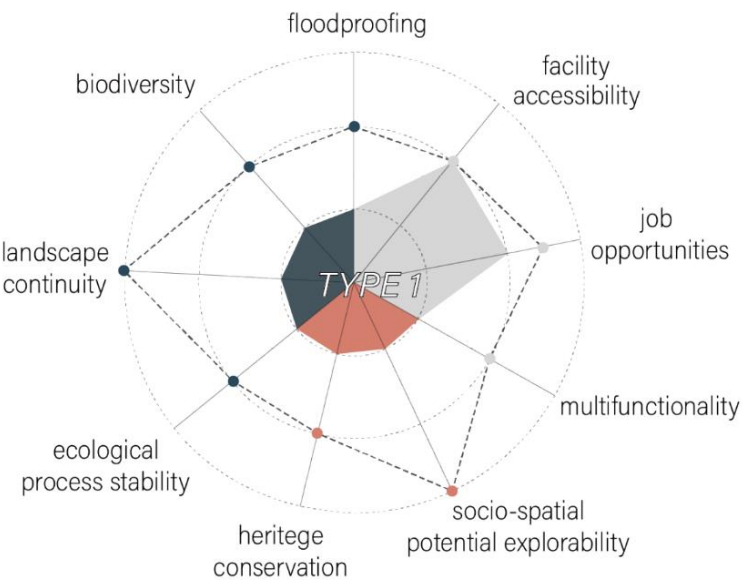 floodproofing
facility
accessibility
biodiversity
job
opportunities
landscape
continuity
TYPE 1
multifunctionality
ecological
process stability
socio-spatial
potential explorability
heritege
conservation